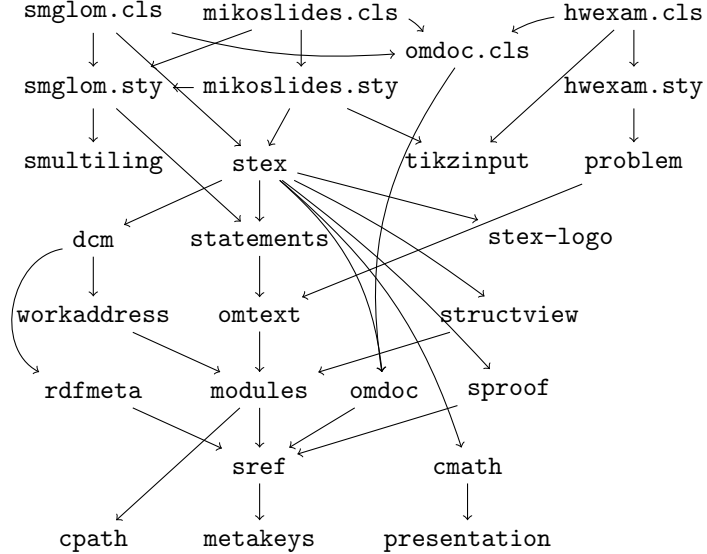 smglom.cls mikoslides.cls hwexam.cls
omdoc.cls
smglom.sty mikoslides.sty hwexam.sty
smultiling stex tikzinput problem
dcm statements stex-logo
workaddress omtext structview
rdfmeta modules omdoc sproof
sref cmath
cpath metakeys presentation